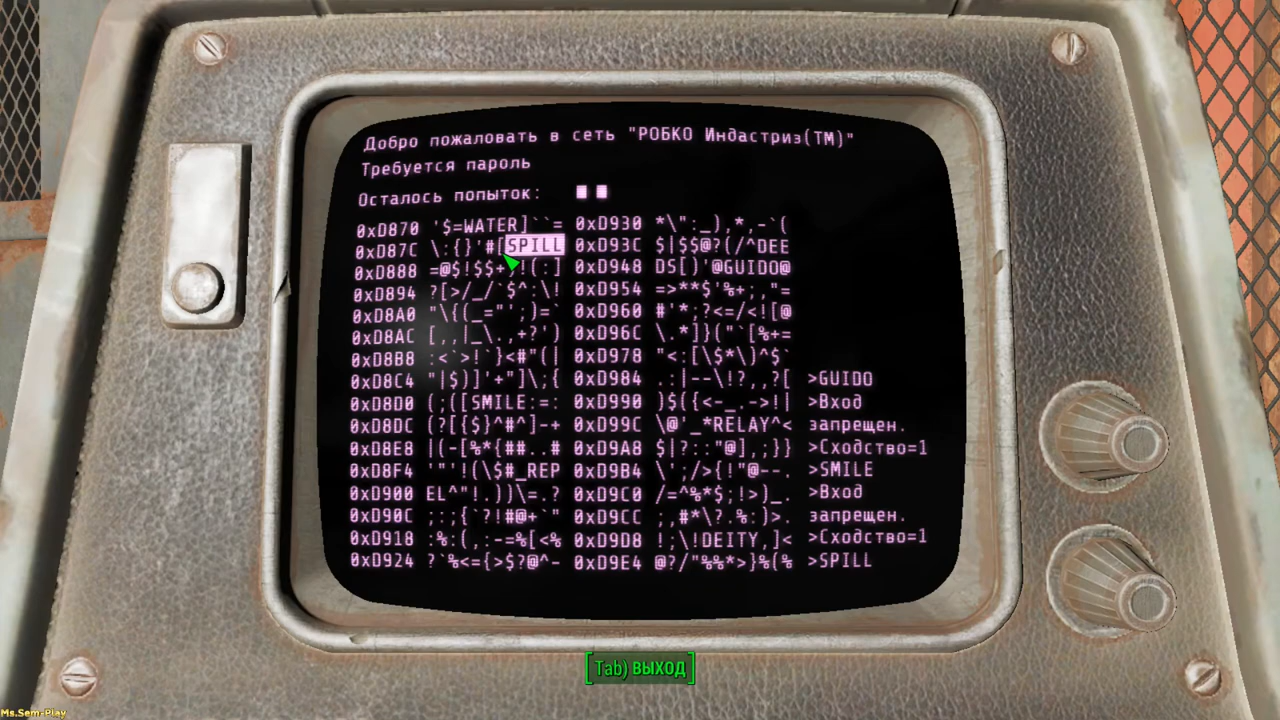 Добро пожаловать в сеть "РОБКО Индастриз(ТМ)"
Требуется пароль
Осталось попыток: ■ ■
0xD870 '$=WATER]``= 0xD930 *\":_),*,-`(
0xD87C \:{}'#[SPILL 0xD93C $|$$@?(/^DEE
0xD888 =@$!$$+ !(:] 0xD948 DS[)'@GUIDO@
0xD894 ?[>/_/`$^:\! 0xD954 =>**$'%+;,"=
0xD8A0 "\{(_="';)=` 0xD960 #'*;?<=/<![@
0xD8AC [,,|_\.,+?') 0xD96C \.*]}("`[%+=
0xD8B8 :<`>!`}<#"(| 0xD978 "<:[\$*\)^$`
0xD8C4 "|$)]'+"]\;{ 0xD984 .:|--\!?,,?[ >GUIDO
0xD8D0 (;([SMILE:=: 0xD990 )$({<-_.->!| >Вход
0xD8DC (?[{$}^#^]-+ 0xD99C \@'_*RELAY^< запрещен.
0xD8E8 |(-[%*{##..# 0xD9A8 $|?::"@],;}} >Сходство=1
0xD8F4 '"'!(\$#_REP 0xD9B4 \';/>{!"@--. >SMILE
0xD900 EL^"!.))\=.? 0xD9C0 /=^%*$;!>)_. >Вход
0xD90C ;:;{`?!#@+`" 0xD9CC ;,#*\?.%:)>. запрещен.
0xD918 :%:(,:-=%[<% 0xD9D8 !;\!DEITY,]< >Сходство=1
0xD924 ?`%<={>$?@^- 0xD9E4 @?/"%%*>}%{% >SPILL
Tab) ВЫХОД
Ms.Sem-Play